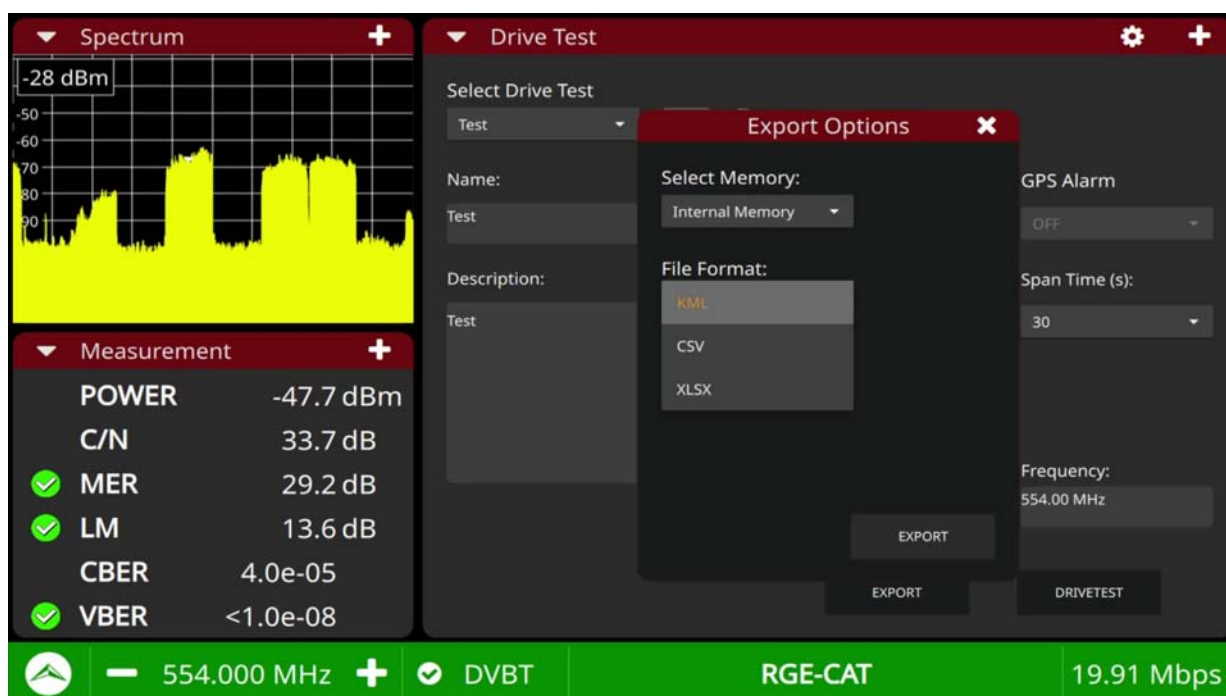 Spectrum
-28 dBm
-50
-60
-70
-80
-90
Measurement
POWER -47.7 dBm
C/N 33.7 dB
MER 29.2 dB
LM 13.6 dB
CBER 4.0e-05
VBER <1.0e-08
Drive Test
Select Drive Test
Test
Name:
Test
Description:
Test
Export Options
Select Memory:
Internal Memory
File Format:
KML
CSV
XLSX
EXPORT
GPS Alarm
OFF
Span Time (s):
30
Frequency:
554.00 MHz
EXPORT
DRIVETEST
554.000 MHz
DVBT
RGE-CAT
19.91 Mbps